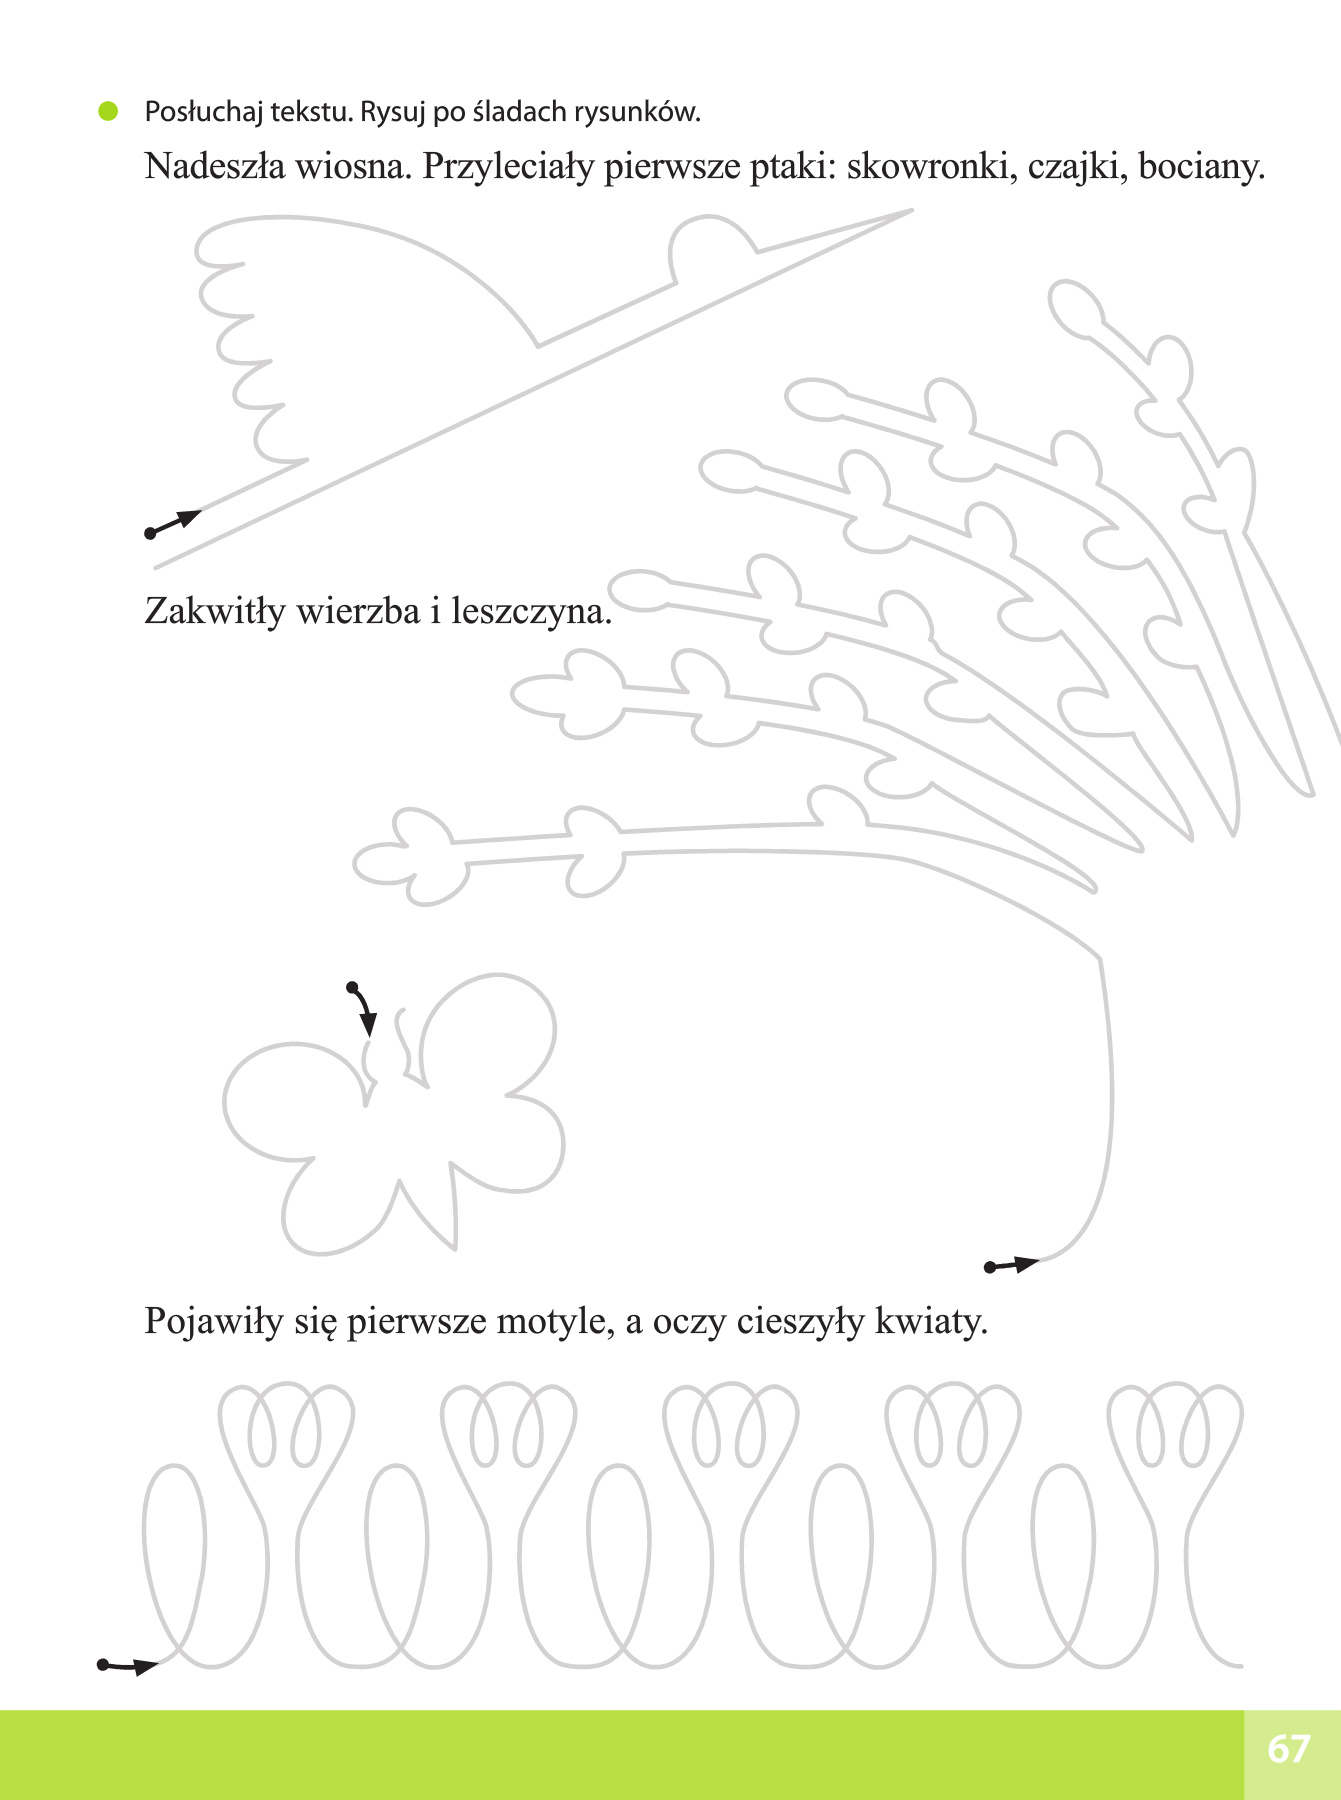 Posłuchaj tekstu. Rysuj po śladach rysunków.
Nadeszła wiosna. Przyleciały pierwsze ptaki: skowronki, czajki, bociany.
Zakwitły wierzba i leszczyna.
Pojawiły się pierwsze motyle, a oczy cieszyły kwiaty.
67